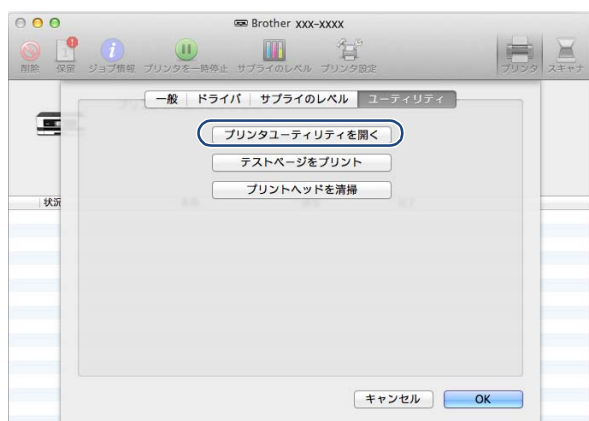 Brother xxx-xxxx
削除 保留 ジョブ情報 プリンタを一時停止 サプライのレベル プリンタ設定 プリンタ スキャナ
一般 ドライバ サプライのレベル ユーティリティ
プリンタユーティリティを開く
テストページをプリント
プリントヘッドを清掃
状況
キャンセル OK